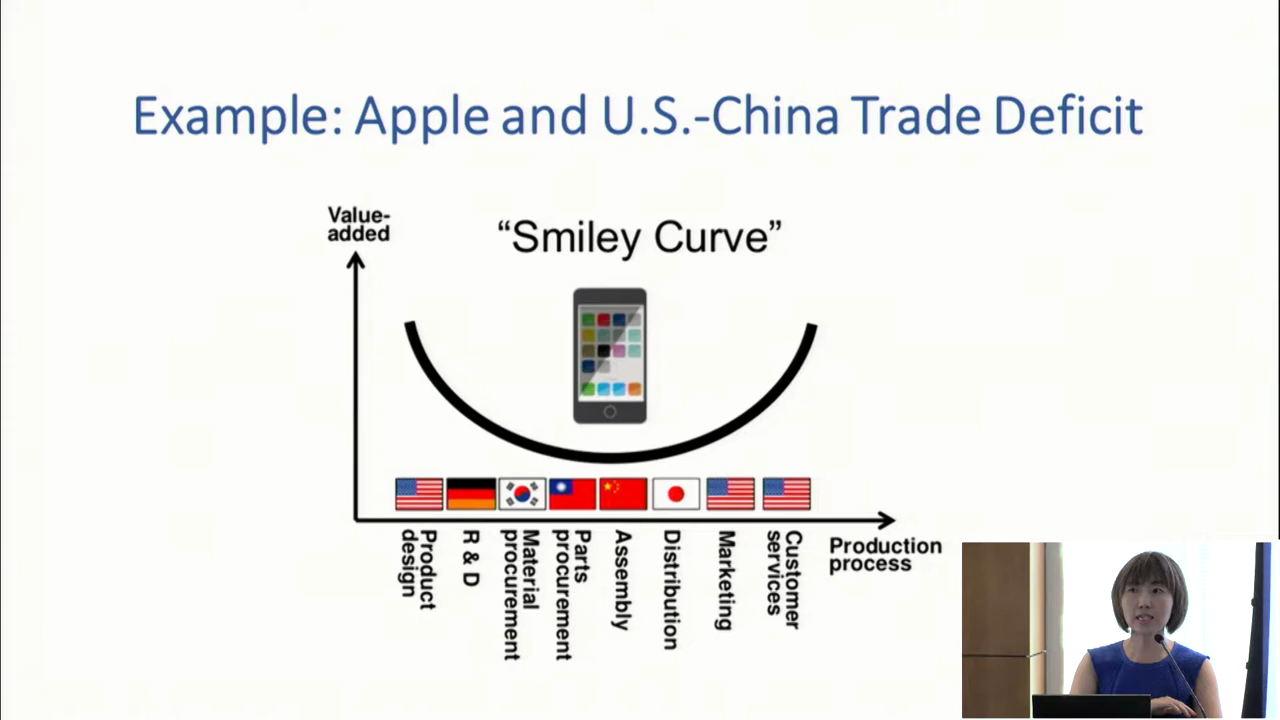 Example: Apple and U.S.-China Trade Deficit
Value-
added
“Smiley Curve”
Product
design
R & D
Material
procurement
Parts
procurement
Assembly
Distribution
Marketing
Customer
services
Production
process